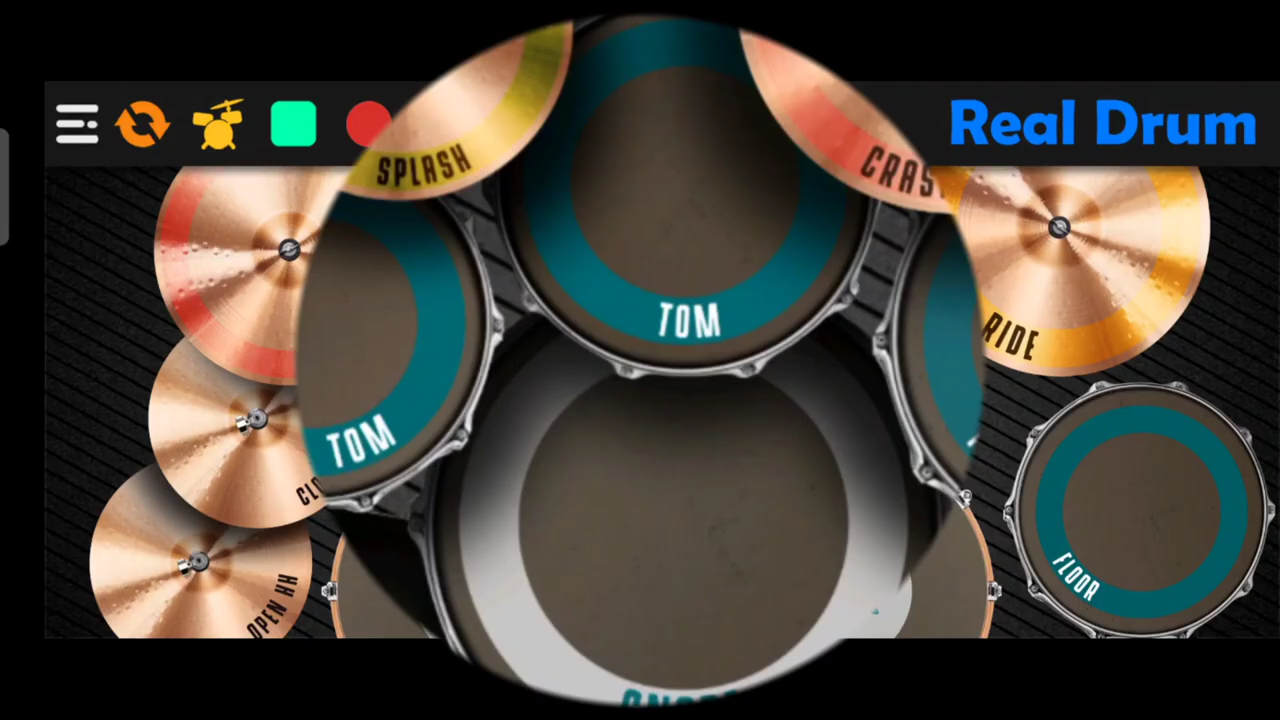 Real Drum
SPLASH
CRAS
TOM
RIDE
TOM
OPEN HH
FLOOR